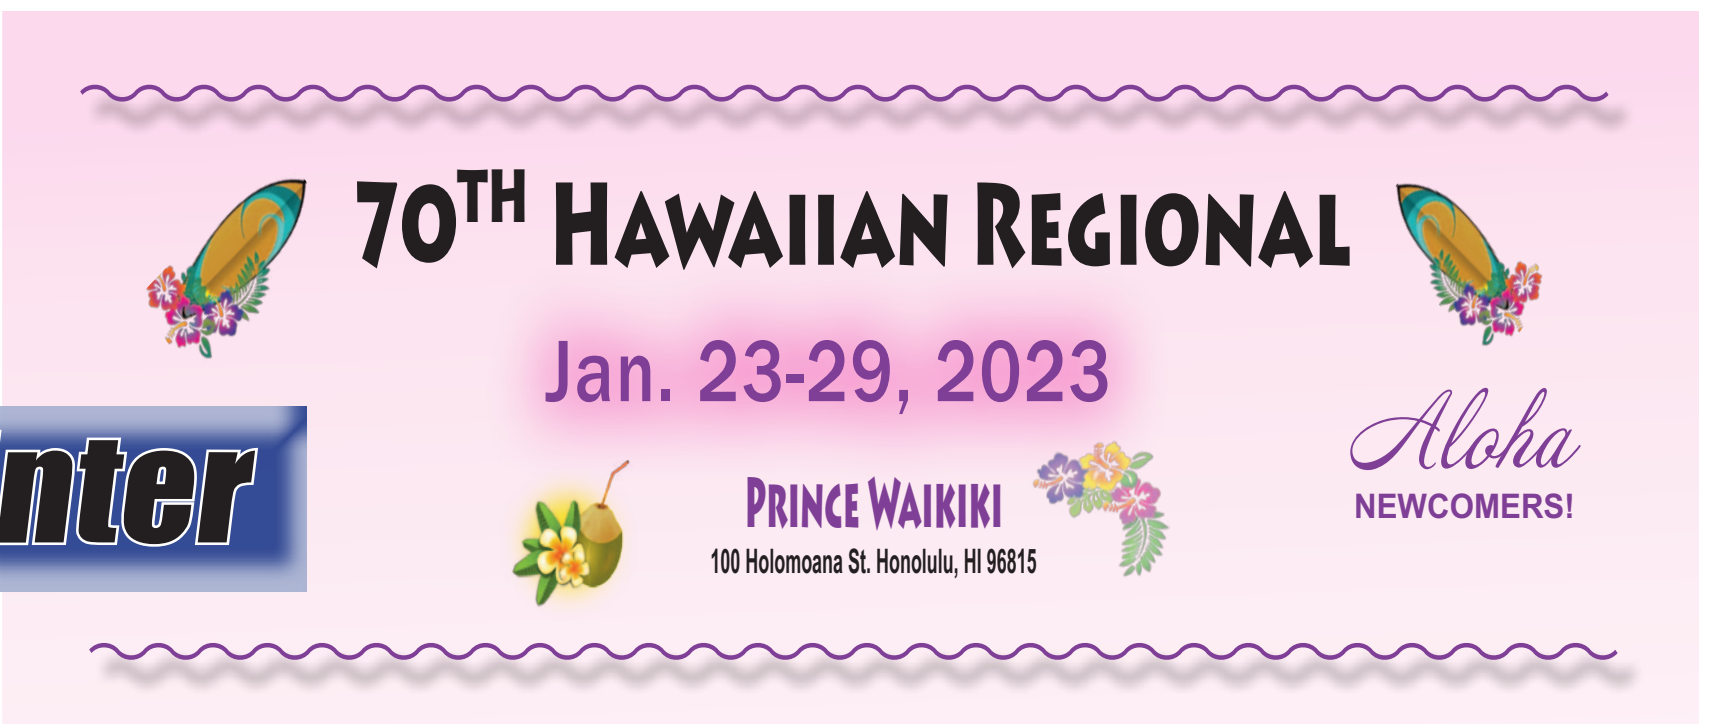 70TH HAWAIIAN REGIONAL
Jan. 23-29, 2023
Aloha
NEWCOMERS!
nter
PRINCE WAIKIKI
100 Holomoana St. Honolulu, HI 96815